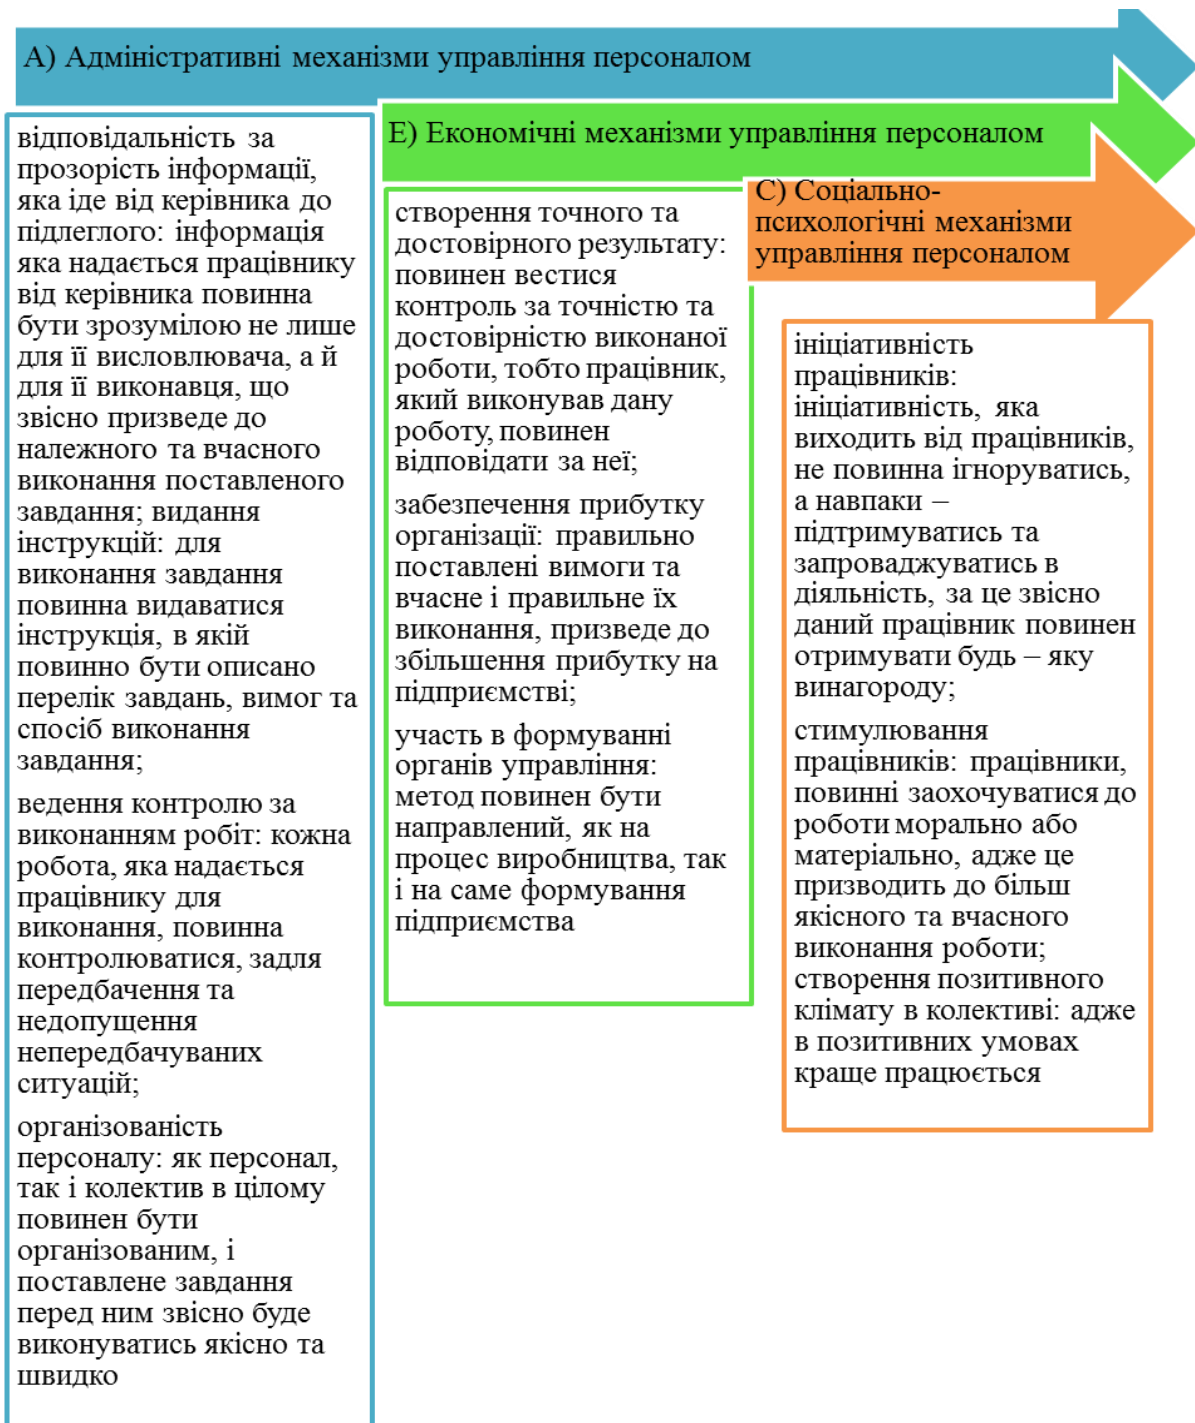 А) Адміністративні механізми управління персоналом
відповідальність за
прозорість інформації,
яка іде від керівника до
підлеглого: інформація
яка надається працівнику
від керівника повинна
бути зрозумілою не лише
для її висловлювача, а й
для її виконавця, що
звісно призведе до
належного та вчасного
виконання поставленого
завдання; видання
інструкцій: для
виконання завдання
повинна видаватися
інструкція, в якій
повинно бути описано
перелік завдань, вимог та
спосіб виконання
завдання;
ведення контролю за
виконанням робіт: кожна
робота, яка надається
працівнику для
виконання, повинна
контролюватися, задля
передбачення та
недопущення
непередбачуваних
ситуацій;
організованість
персоналу: як персонал,
так і колектив в цілому
повинен бути
організованим, і
поставлене завдання
перед ним звісно буде
виконуватись якісно та
швидко
Е) Економічні механізми управління персоналом
створення точного та
достовірного результату:
повинен вестися
контроль за точністю та
достовірністю виконаної
роботи, тобто працівник,
який виконував дану
роботу, повинен
відповідати за неї;
забезпечення прибутку
організації: правильно
поставлені вимоги та
вчасне і правильне їх
виконання, призведе до
збільшення прибутку на
підприємстві;
участь в формуванні
органів управління:
метод повинен бути
направлений, як на
процес виробництва, так
і на саме формування
підприємства
С) Соціально-
психологічні механізми
управління персоналом
ініціативність
працівників:
ініціативність, яка
виходить від працівників,
не повинна ігноруватись,
а навпаки –
підтримуватись та
запроваджуватись в
діяльність, за це звісно
даний працівник повинен
отримувати будь – яку
винагороду;
стимулювання
працівників: працівники,
повинні заохочуватися до
роботи морально або
матеріально, адже це
призводить до більш
якісного та вчасного
виконання роботи;
створення позитивного
клімату в колективі: адже
в позитивних умовах
краще працюється